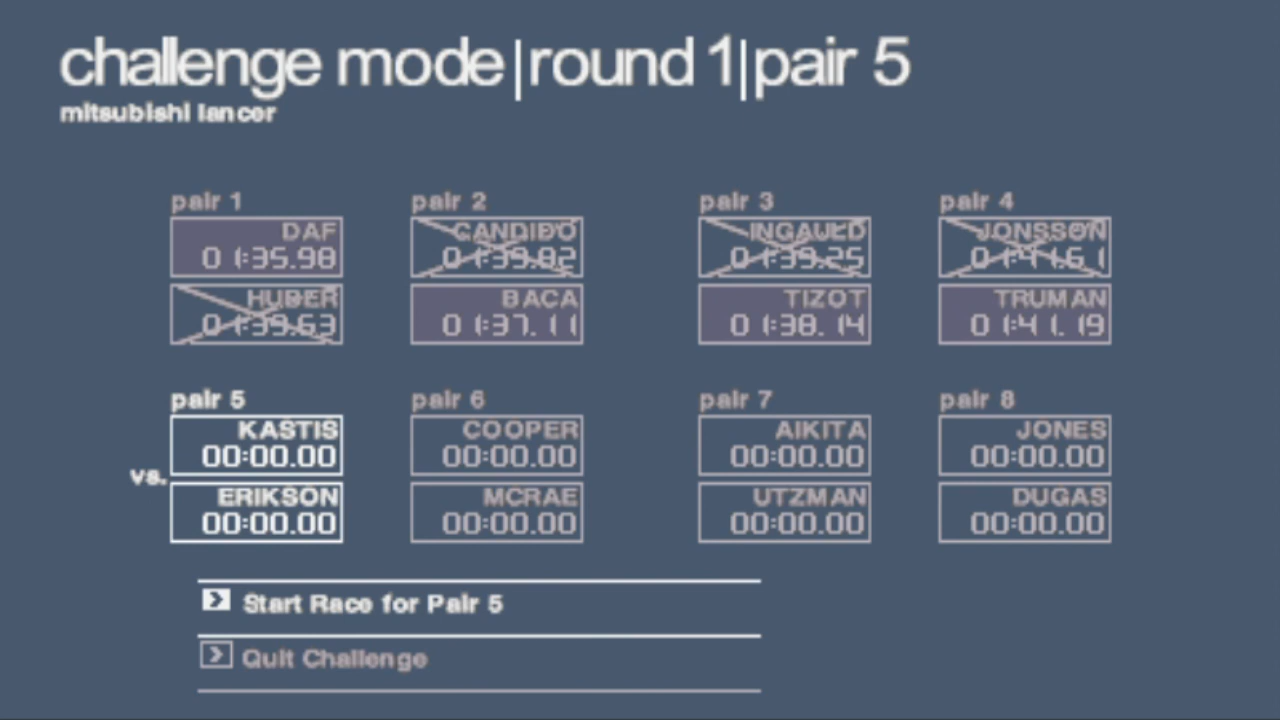 challenge mode|round 1|pair 5
mitsubishi lancer
pair 1 pair 2 pair 3 pair 4
DAF CANDIDO INGAULD JONSSON
01:35.98 01:39.82 01:39.25 01:41.61
HUBER BACA TIZOT TRUMAN
01:39.63 01:37.11 01:38.14 01:41.19
pair 5 pair 6 pair 7 pair 8
KASTIS COOPER AIKITA JONES
00:00.00 00:00.00 00:00.00 00:00.00
vs.
ERIKSON MCRAE UTZMAN DUGAS
00:00.00 00:00.00 00:00.00 00:00.00
Start Race for Pair 5
Quit Challenge